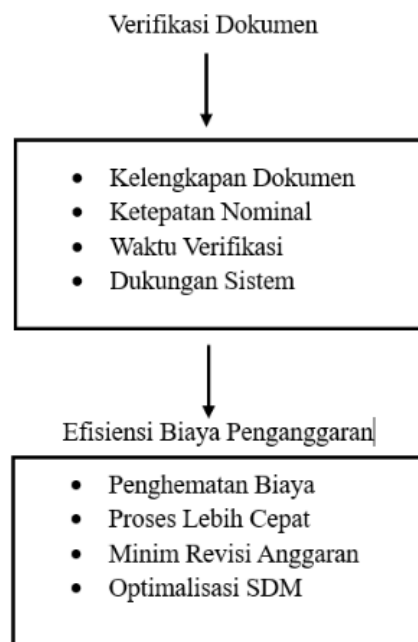 Verifikasi Dokumen
• Kelengkapan Dokumen
• Ketepatan Nominal
• Waktu Verifikasi
• Dukungan Sistem
Efisiensi Biaya Penganggaran
• Penghematan Biaya
• Proses Lebih Cepat
• Minim Revisi Anggaran
• Optimalisasi SDM